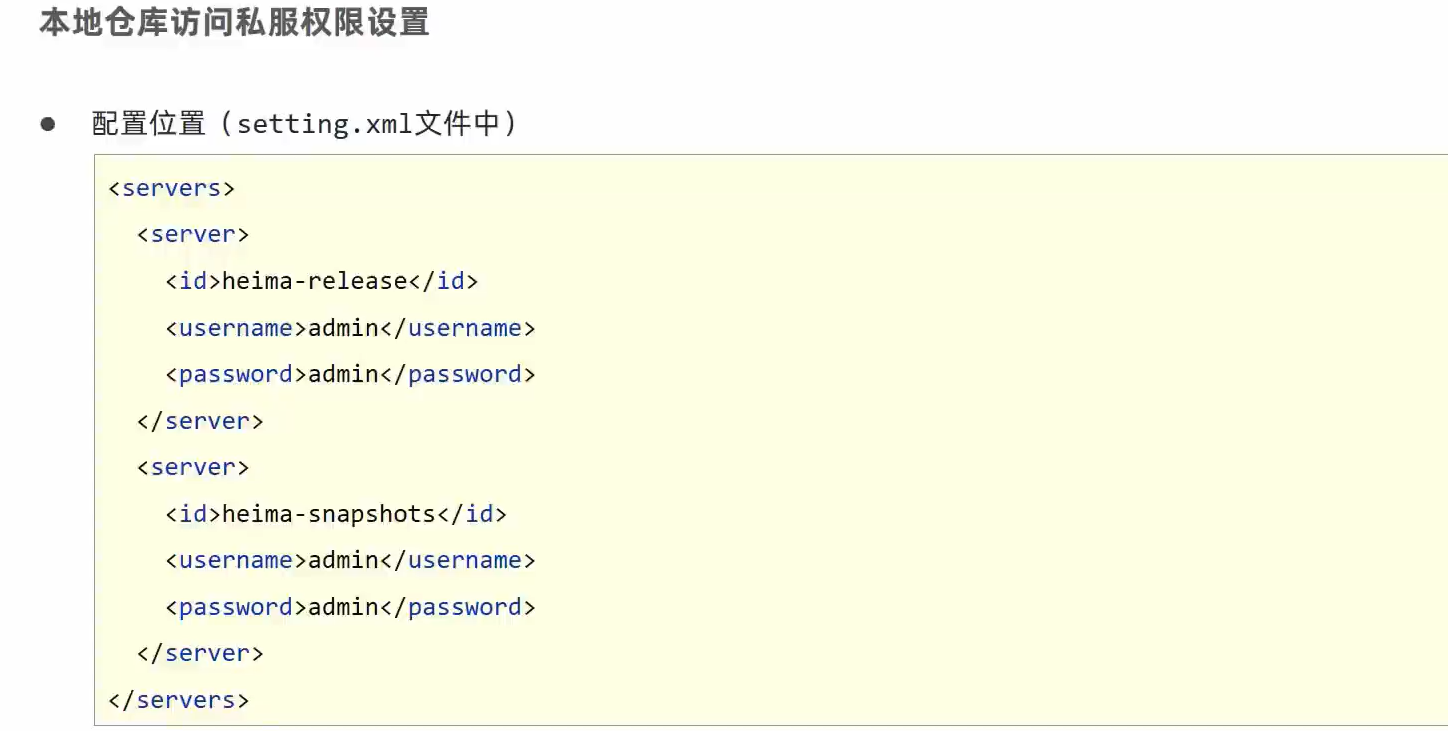 本地仓库访问私服权限设置
● 配置位置（setting.xml文件中）
<servers>
  <server>
    <id>heima-release</id>
    <username>admin</username>
    <password>admin</password>
  </server>
  <server>
    <id>heima-snapshots</id>
    <username>admin</username>
    <password>admin</password>
  </server>
</servers>